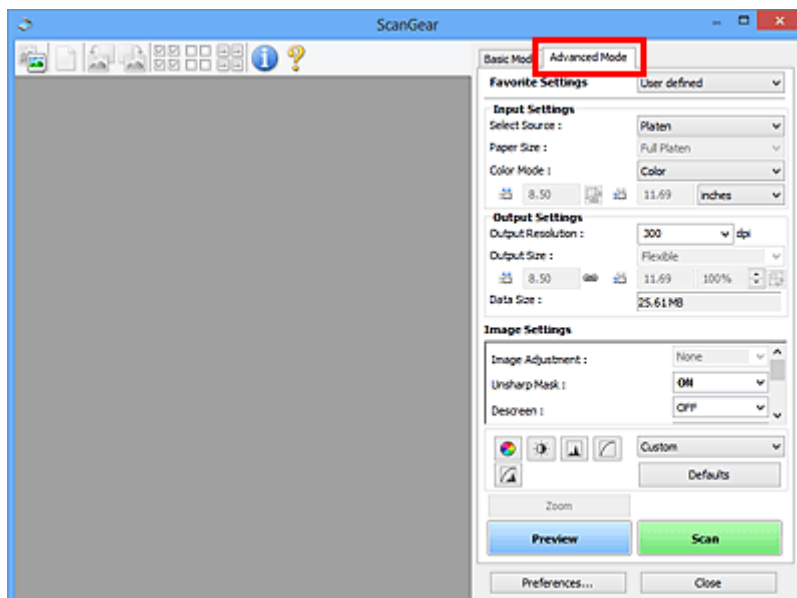 ScanGear
Basic Mod Advanced Mode
Favorite Settings User defined
Input Settings
Select Source : Platen
Paper Size : Full Platen
Color Mode : Color
8.50 11.69 inches
Output Settings
Output Resolution : 300 dpi
Output Size : Flexible
8.50 11.69 100%
Data Size : 25.61MB
Image Settings
Image Adjustment : None
Unsharp Mask : ON
Descreen : OFF
Custom
Defaults
Zoom
Preview Scan
Preferences... Close